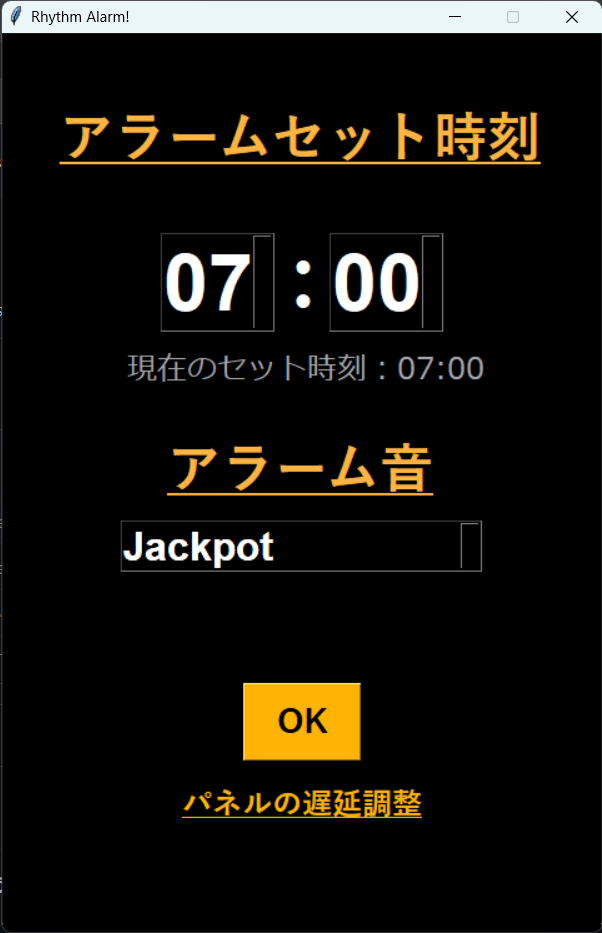 Rhythm Alarm!
アラームセット時刻
07 : 00
現在のセット時刻：07:00
アラーム音
Jackpot
OK
パネルの遅延調整